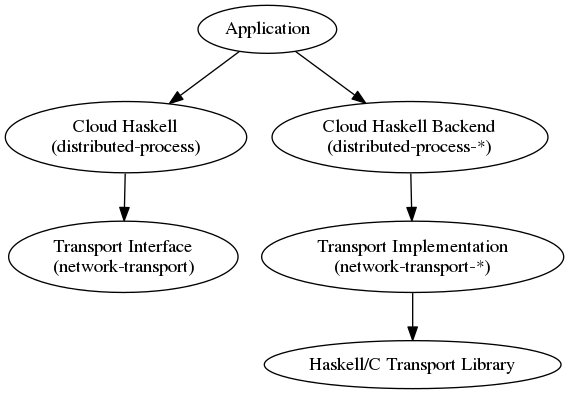 Application
Cloud Haskell
(distributed-process)
Cloud Haskell Backend
(distributed-process-*)
Transport Interface
(network-transport)
Transport Implementation
(network-transport-*)
Haskell/C Transport Library